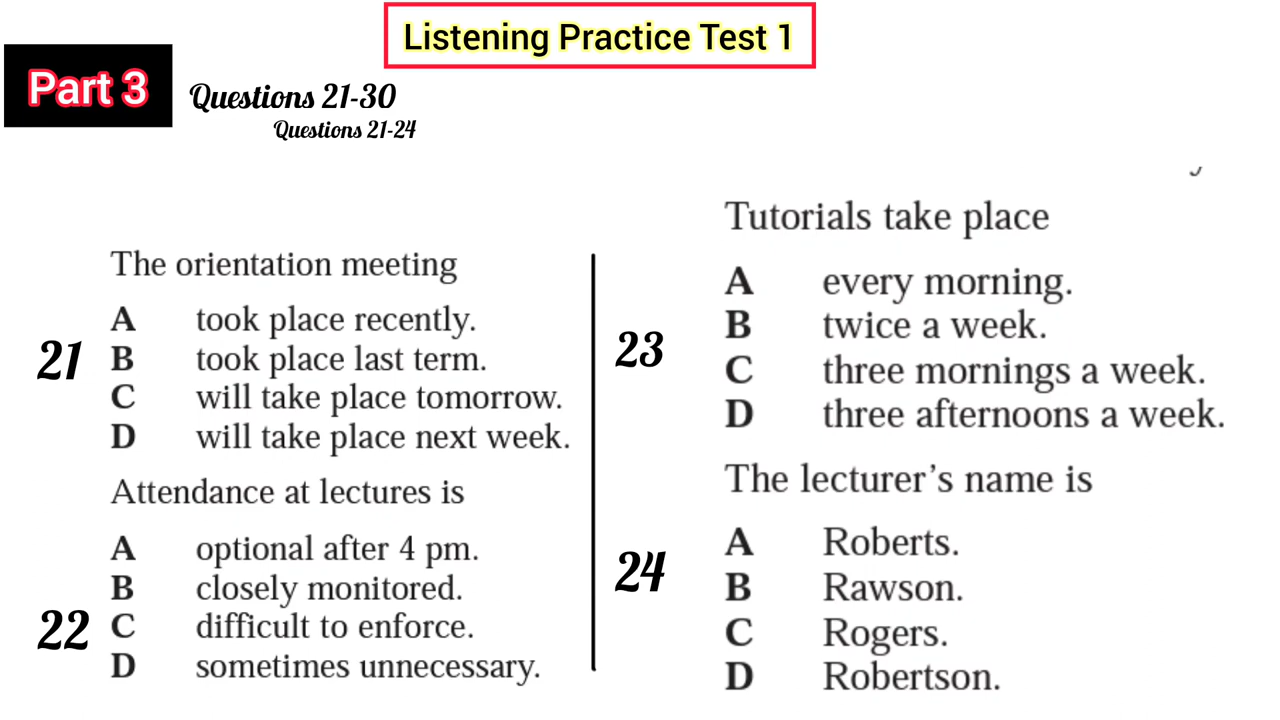 Listening Practice Test 1
Part 3
Questions 21-30
Questions 21-24
21
The orientation meeting
A took place recently.
B took place last term.
C will take place tomorrow.
D will take place next week.
22
Attendance at lectures is
A optional after 4 pm.
B closely monitored.
C difficult to enforce.
D sometimes unnecessary.
23
Tutorials take place
A every morning.
B twice a week.
C three mornings a week.
D three afternoons a week.
24
The lecturer's name is
A Roberts.
B Rawson.
C Rogers.
D Robertson.